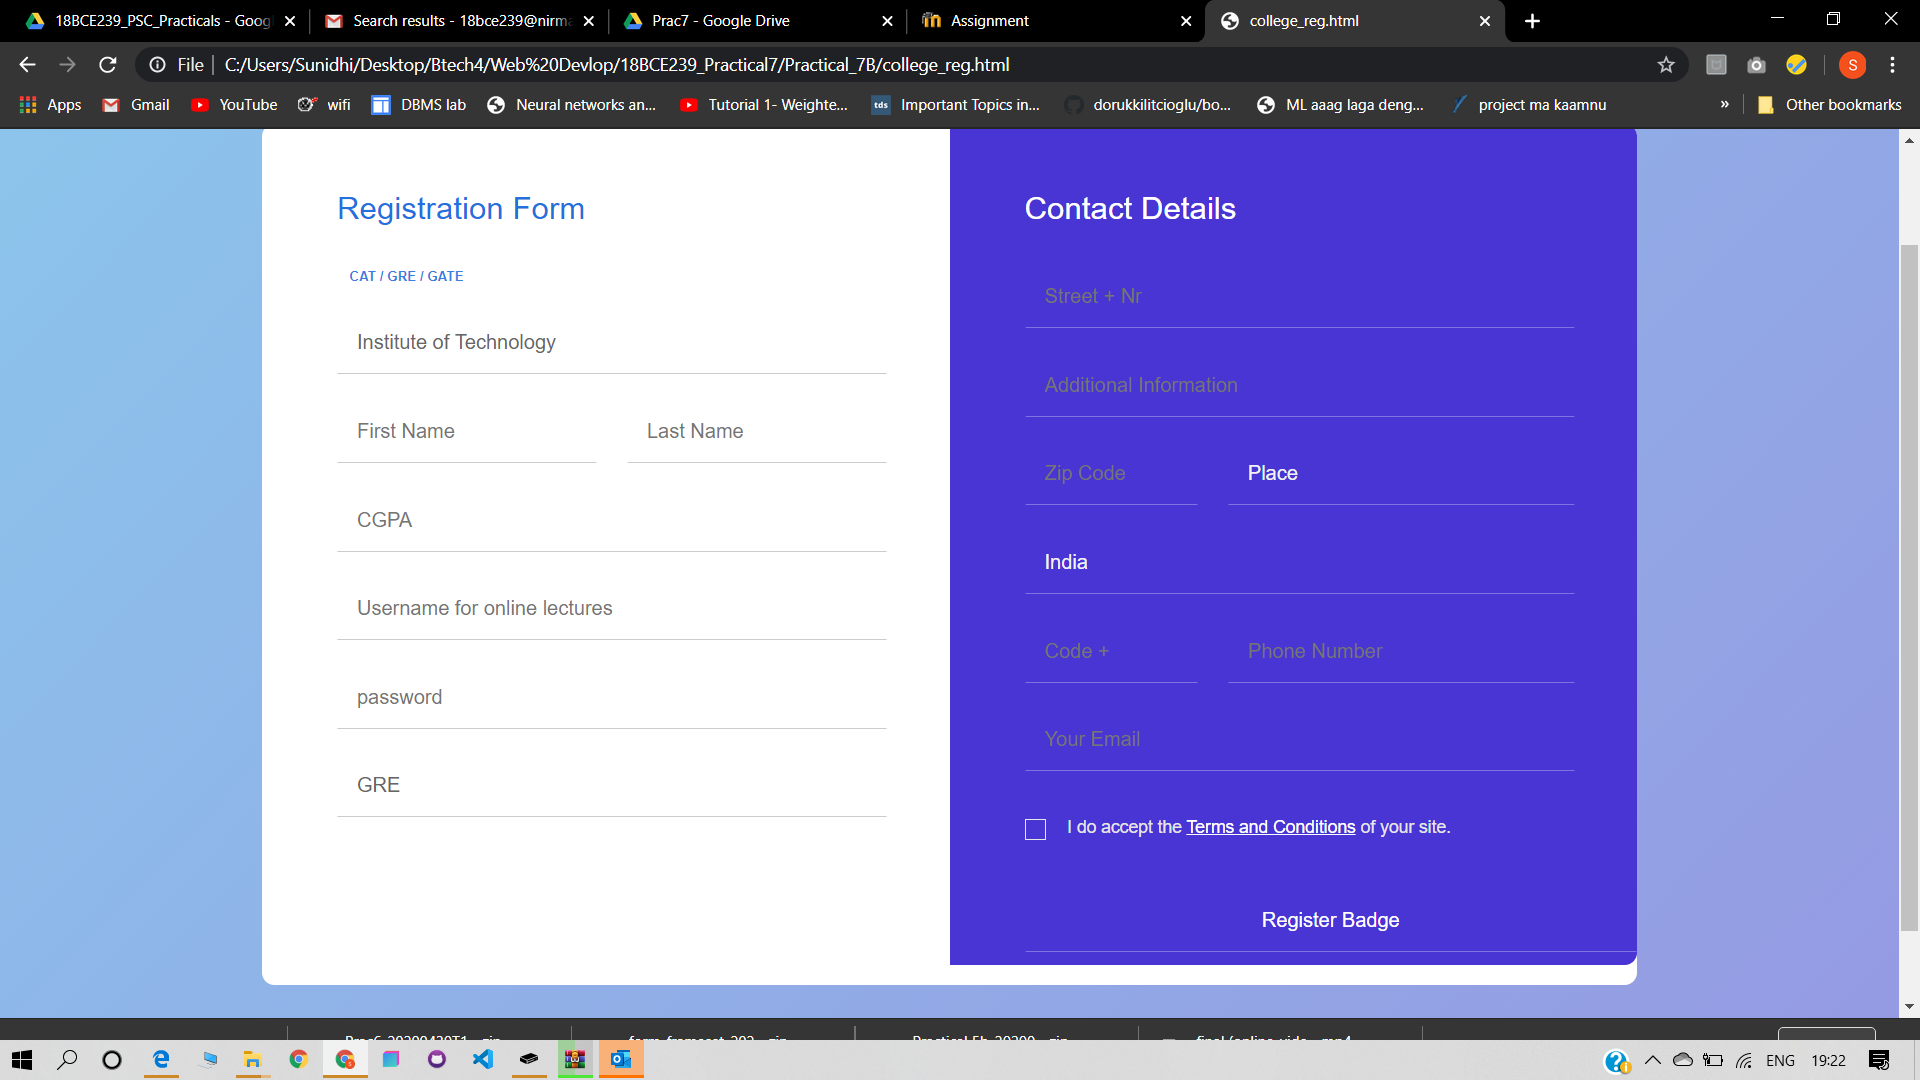 18BCE239_PSC_Practicals - Goog
Search results - 18bce239@nirma
Prac7 - Google Drive
Assignment
college_reg.html
File
C:/Users/Sunidhi/Desktop/Btech4/Web%20Devlop/18BCE239_Practical7/Practical_7B/college_reg.html
S
Apps
Gmail
YouTube
wifi
DBMS lab
Neural networks an...
Tutorial 1- Weighte...
tds
Important Topics in...
dorukkilitcioglu/bo...
ML aaag laga deng...
project ma kaamnu
»
Other bookmarks
Registration Form
CAT / GRE / GATE
Institute of Technology
First Name
Last Name
CGPA
Username for online lectures
password
GRE
Contact Details
Street + Nr
Additional Information
Zip Code
Place
India
Code +
Phone Number
Your Email
I do accept the Terms and Conditions of your site.
Register Badge
ENG
19:22